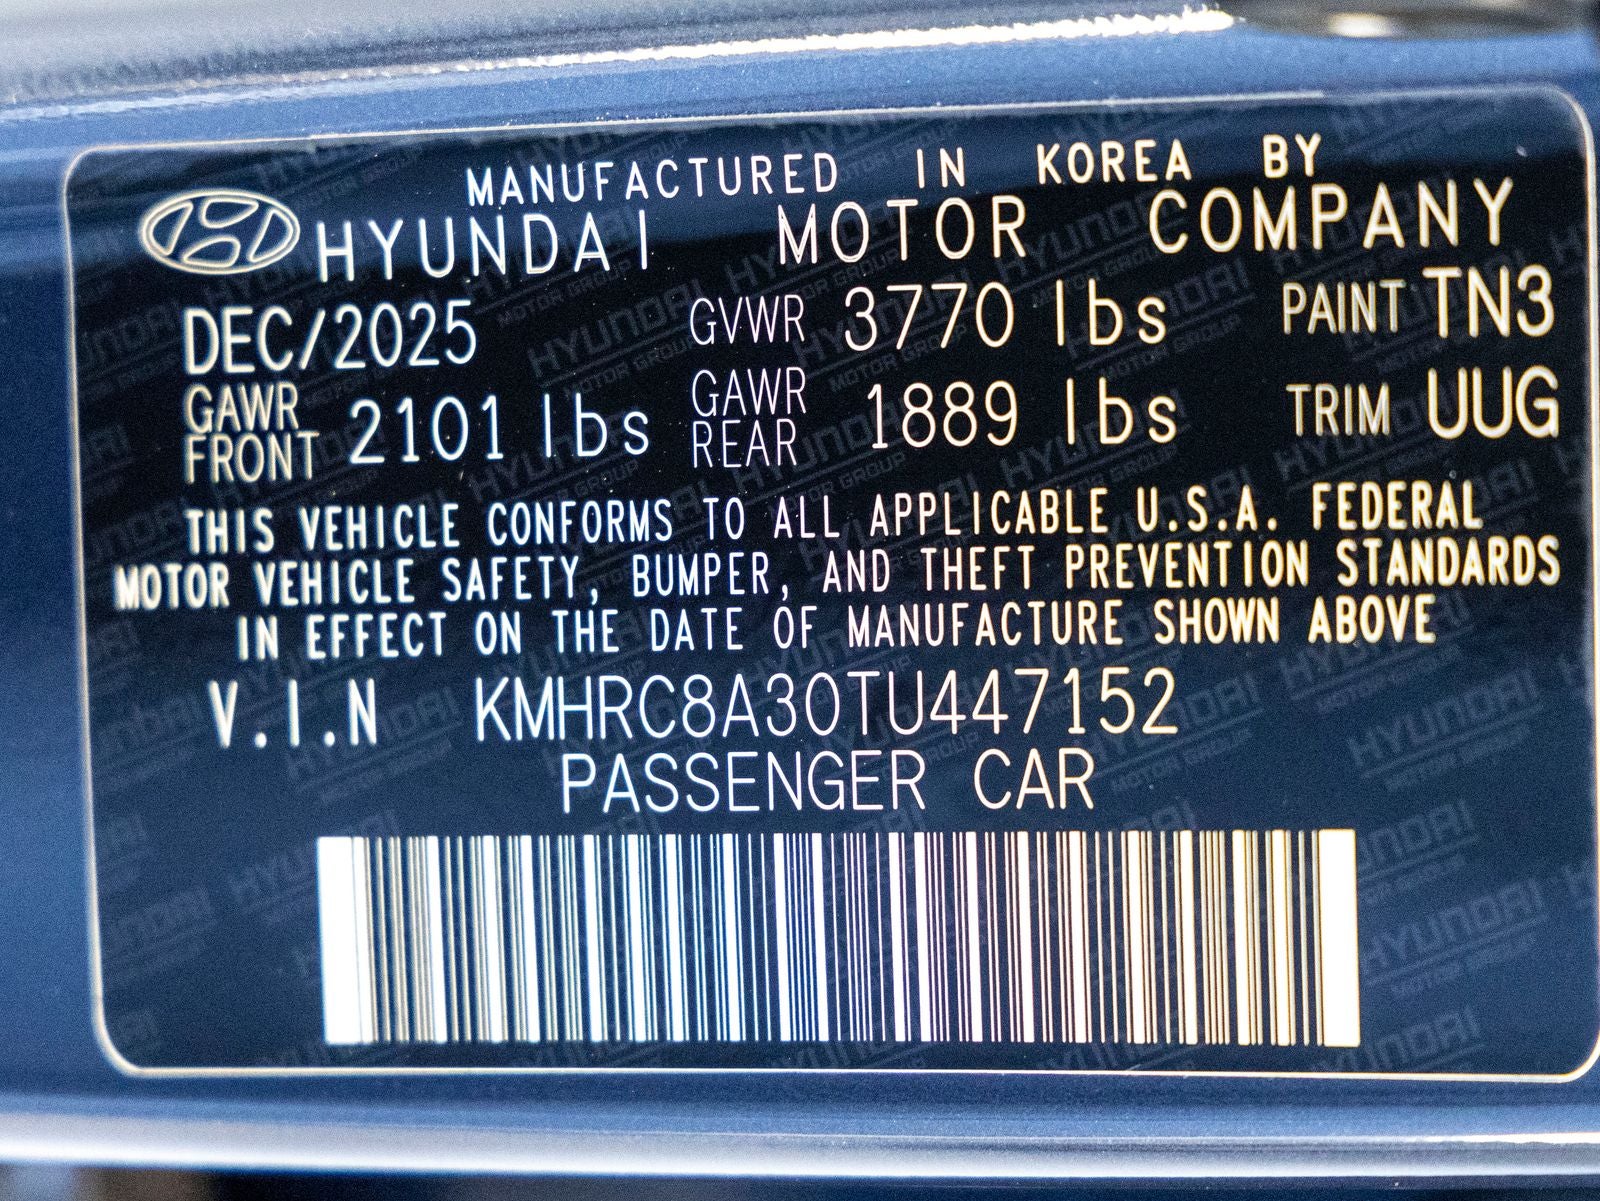 MANUFACTURED IN KOREA BY
HYUNDAI MOTOR COMPANY
DEC/2025 GVWR 3770 lbs PAINT TN3
GAWR FRONT 2101 lbs GAWR REAR 1889 lbs TRIM UUG
THIS VEHICLE CONFORMS TO ALL APPLICABLE U.S.A. FEDERAL
MOTOR VEHICLE SAFETY, BUMPER, AND THEFT PREVENTION STANDARDS
IN EFFECT ON THE DATE OF MANUFACTURE SHOWN ABOVE
V.I.N KMHRC8A30TU447152
PASSENGER CAR